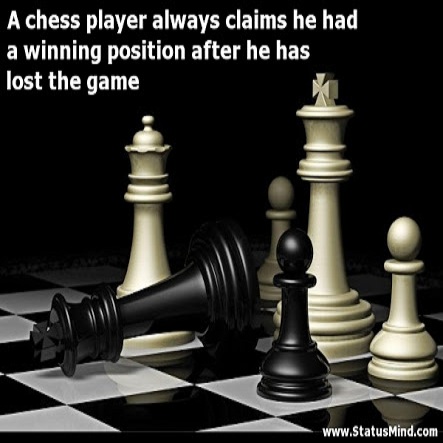 A chess player always claims he had
a winning position after he has
lost the game
www.StatusMind.com